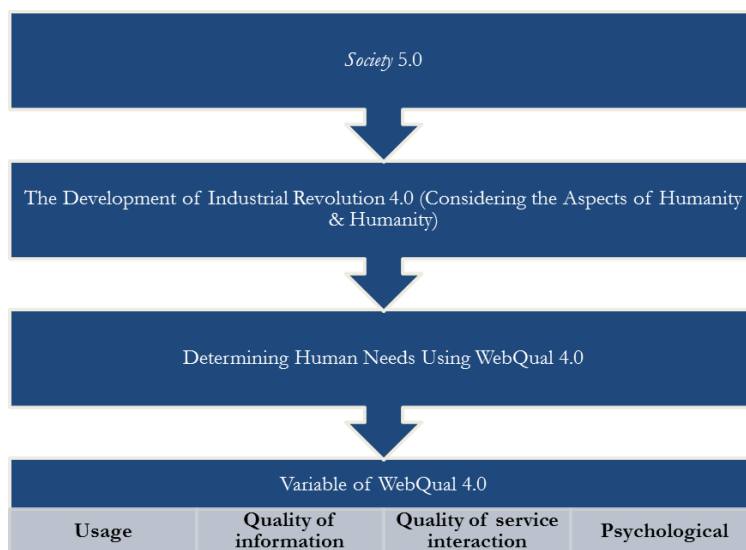 Society 5.0
The Development of Industrial Revolution 4.0 (Considering the Aspects of Humanity
& Humanity)
Determining Human Needs Using WebQual 4.0
Variable of WebQual 4.0
Usage
Quality of
information
Quality of service
interaction
Psychological